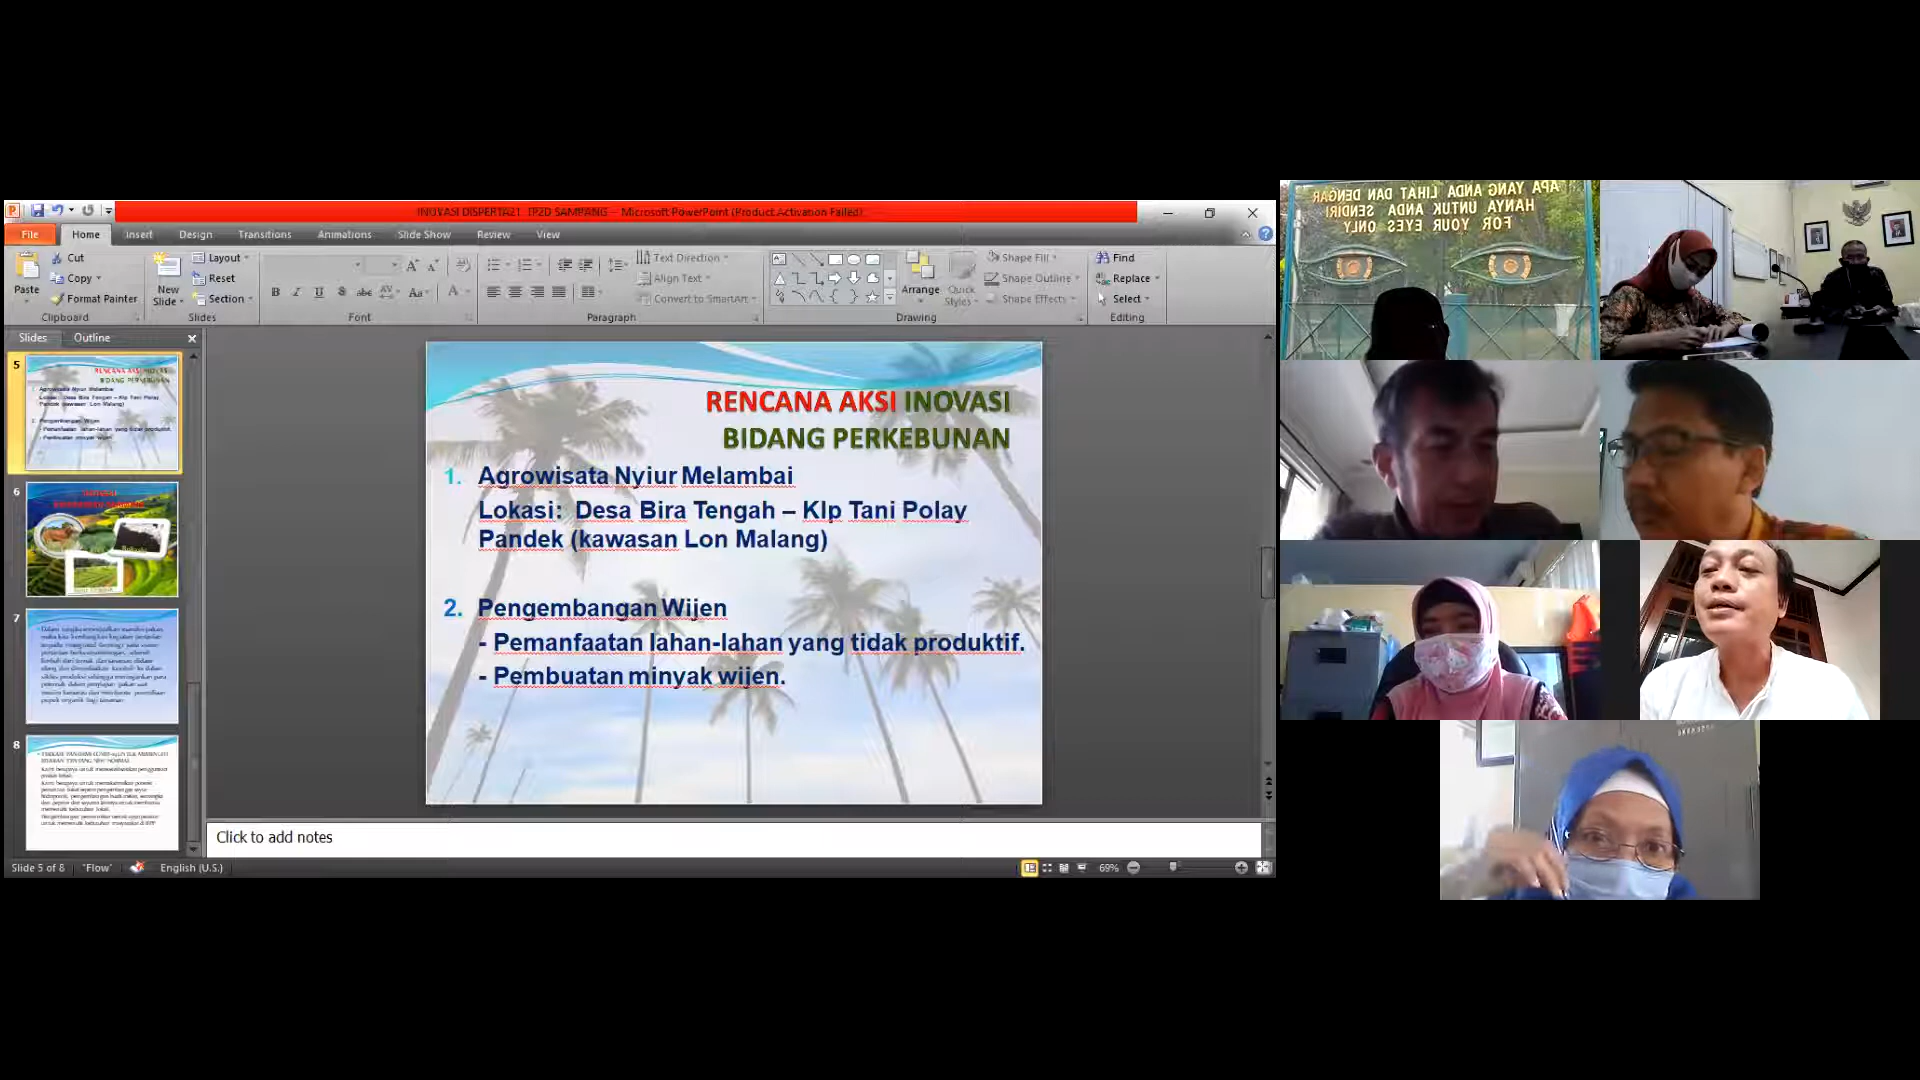 INOVASI DISPERTA21 TP2D SAMPANG - Microsoft PowerPoint (Product Activation Failed)
File Home Insert Design Transitions Animations Slide Show Review View
Paste
Cut
Copy
Format Painter
Clipboard
New Slide
Layout
Reset
Section
Slides
Font
Text Direction
Align Text
Convert to SmartArt
Paragraph
Arrange
Quick Styles
Shape Fill
Shape Outline
Shape Effects
Drawing
Find
Replace
Select
Editing
Slides Outline
5
6
7
8
RENCANA AKSI INOVASI
BIDANG PERKEBUNAN
1. Agrowisata Nyiur Melambai
Lokasi: Desa Bira Tengah – Klp Tani Polay
Pandek (kawasan Lon Malang)
2. Pengembangan Wijen
- Pemanfaatan lahan-lahan yang tidak produktif.
- Pembuatan minyak wijen.
Click to add notes
Slide 5 of 8 "Flow" English (U.S.) 69%
APA YANG ANDA LIHAT DAN DENGAR
HANYA UNTUK ANDA SENDIRI
FOR YOUR EYES ONLY